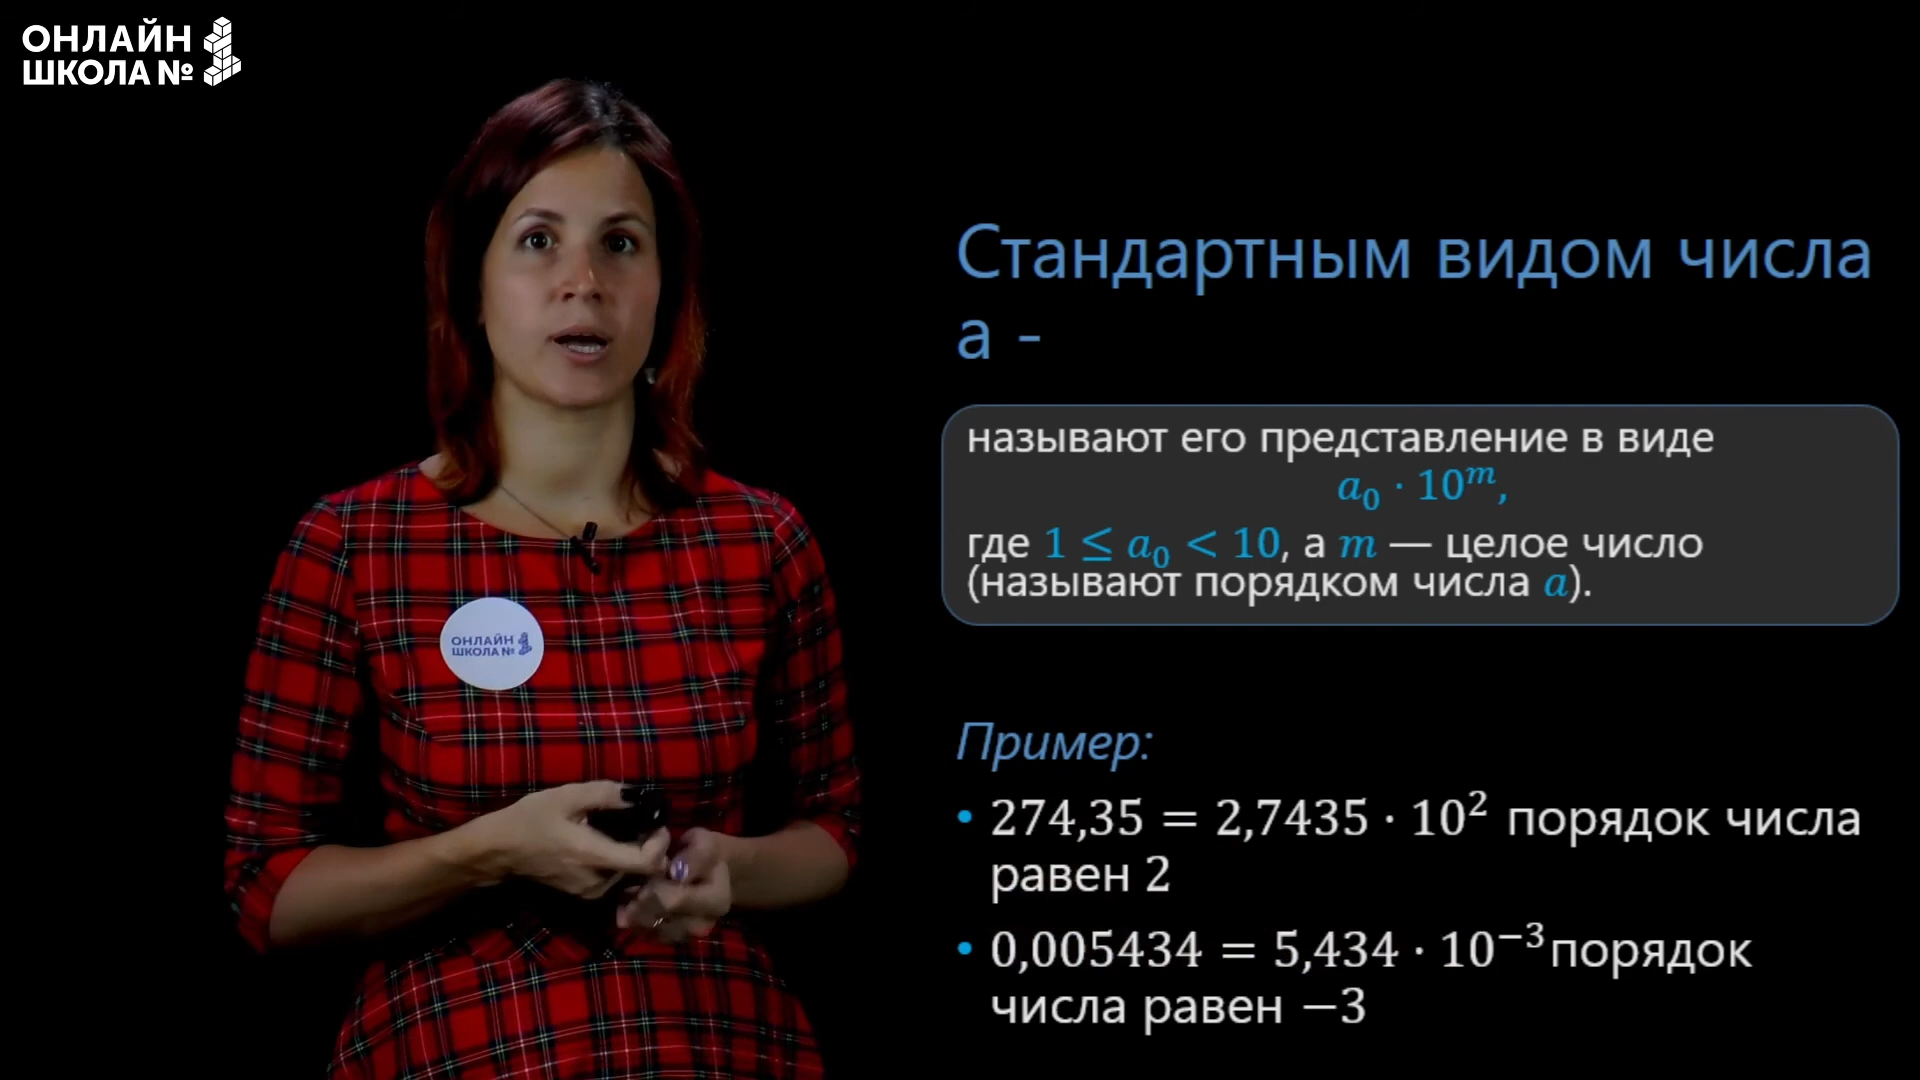 ОНЛАЙН
ШКОЛА №
Стандартным видом числа
а -
называют его представление в виде
a₀ · 10ᵐ,
где 1 ≤ a₀ < 10, а m — целое число
(называют порядком числа a).
ОНЛАЙН
ШКОЛА №
Пример:
• 274,35 = 2,7435 · 10² порядок числа
равен 2
• 0,005434 = 5,434 · 10⁻³ порядок
числа равен −3